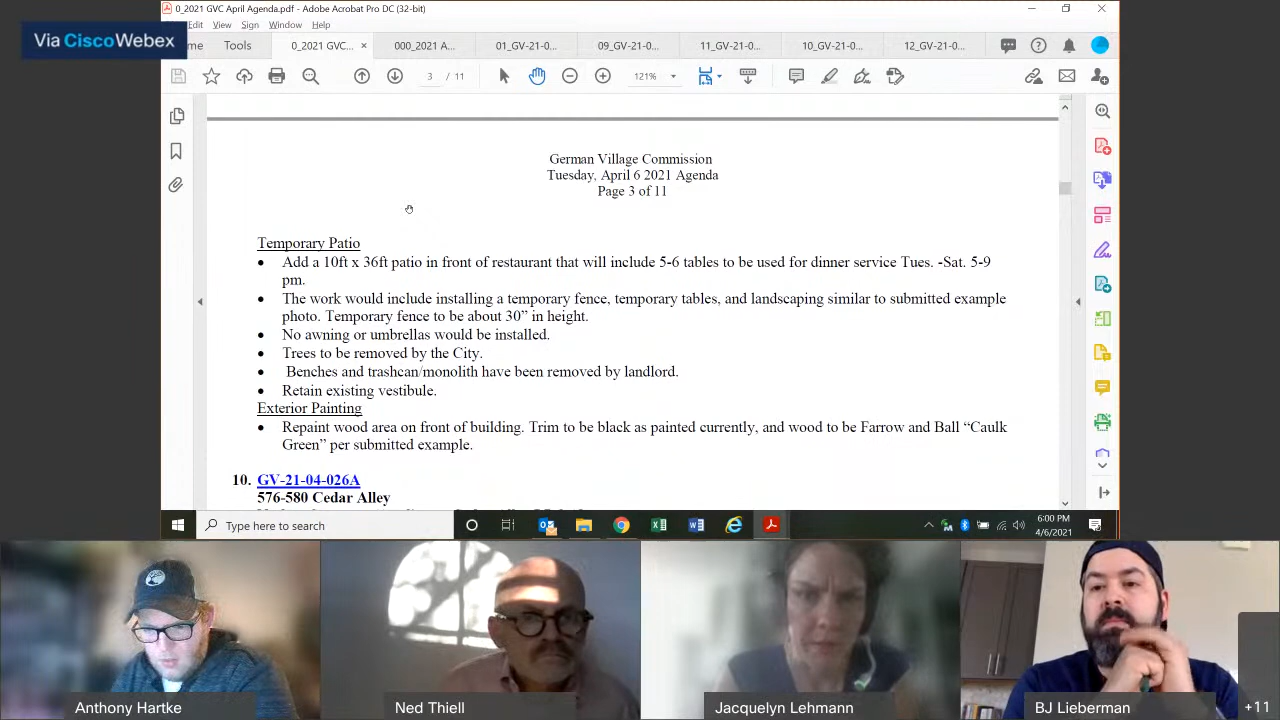 0_2021 GVC April Agenda.pdf - Adobe Acrobat Pro DC (32-bit)
Edit View Sign Window Help
Via Cisco Webex
Tools
0_2021 GVC...
00_2021 A...
01_GV-21-0...
09_GV-21-0...
11_GV-21-0...
10_GV-21-0...
12_GV-21-0...
3 / 11
121%
German Village Commission
Tuesday, April 6 2021 Agenda
Page 3 of 11
Temporary Patio
● Add a 10ft x 36ft patio in front of restaurant that will include 5-6 tables to be used for dinner service Tues. -Sat. 5-9
pm.
● The work would include installing a temporary fence, temporary tables, and landscaping similar to submitted example
photo. Temporary fence to be about 30” in height.
● No awning or umbrellas would be installed.
● Trees to be removed by the City.
● Benches and trashcan/monolith have been removed by landlord.
● Retain existing vestibule.
Exterior Painting
● Repaint wood area on front of building. Trim to be black as painted currently, and wood to be Farrow and Ball “Caulk
Green” per submitted example.
10. GV-21-04-026A
576-580 Cedar Alley
Type here to search
6:00 PM
4/6/2021
Anthony Hartke
Ned Thiell
Jacquelyn Lehmann
BJ Lieberman
+11